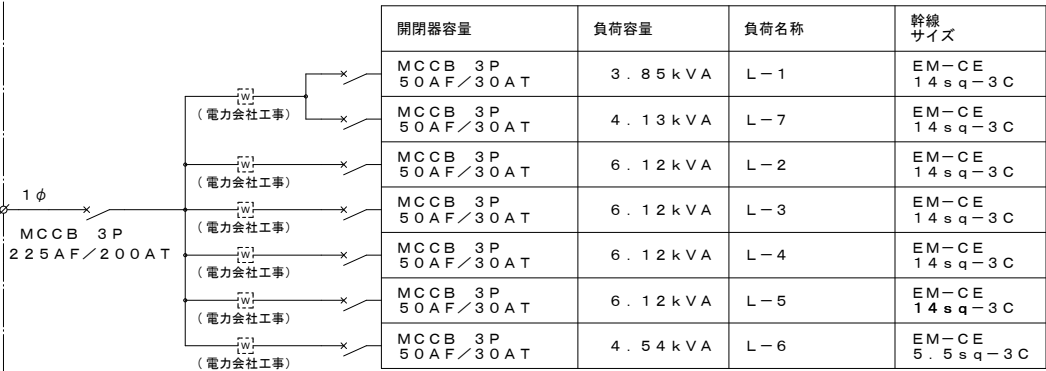 開閉器容量 負荷容量 負荷名称 幹線
サイズ
MCCB 3P
50AF/30AT 3.85kVA L-1 EM-CE
14sq-3C
W
(電力会社工事)
MCCB 3P
50AF/30AT 4.13kVA L-7 EM-CE
14sq-3C
W
(電力会社工事)
MCCB 3P
50AF/30AT 6.12kVA L-2 EM-CE
14sq-3C
1φ
MCCB 3P
225AF/200AT
W
(電力会社工事)
MCCB 3P
50AF/30AT 6.12kVA L-3 EM-CE
14sq-3C
W
(電力会社工事)
MCCB 3P
50AF/30AT 6.12kVA L-4 EM-CE
14sq-3C
W
(電力会社工事)
MCCB 3P
50AF/30AT 6.12kVA L-5 EM-CE
14sq-3C
W
(電力会社工事)
MCCB 3P
50AF/30AT 4.54kVA L-6 EM-CE
5.5sq-3C